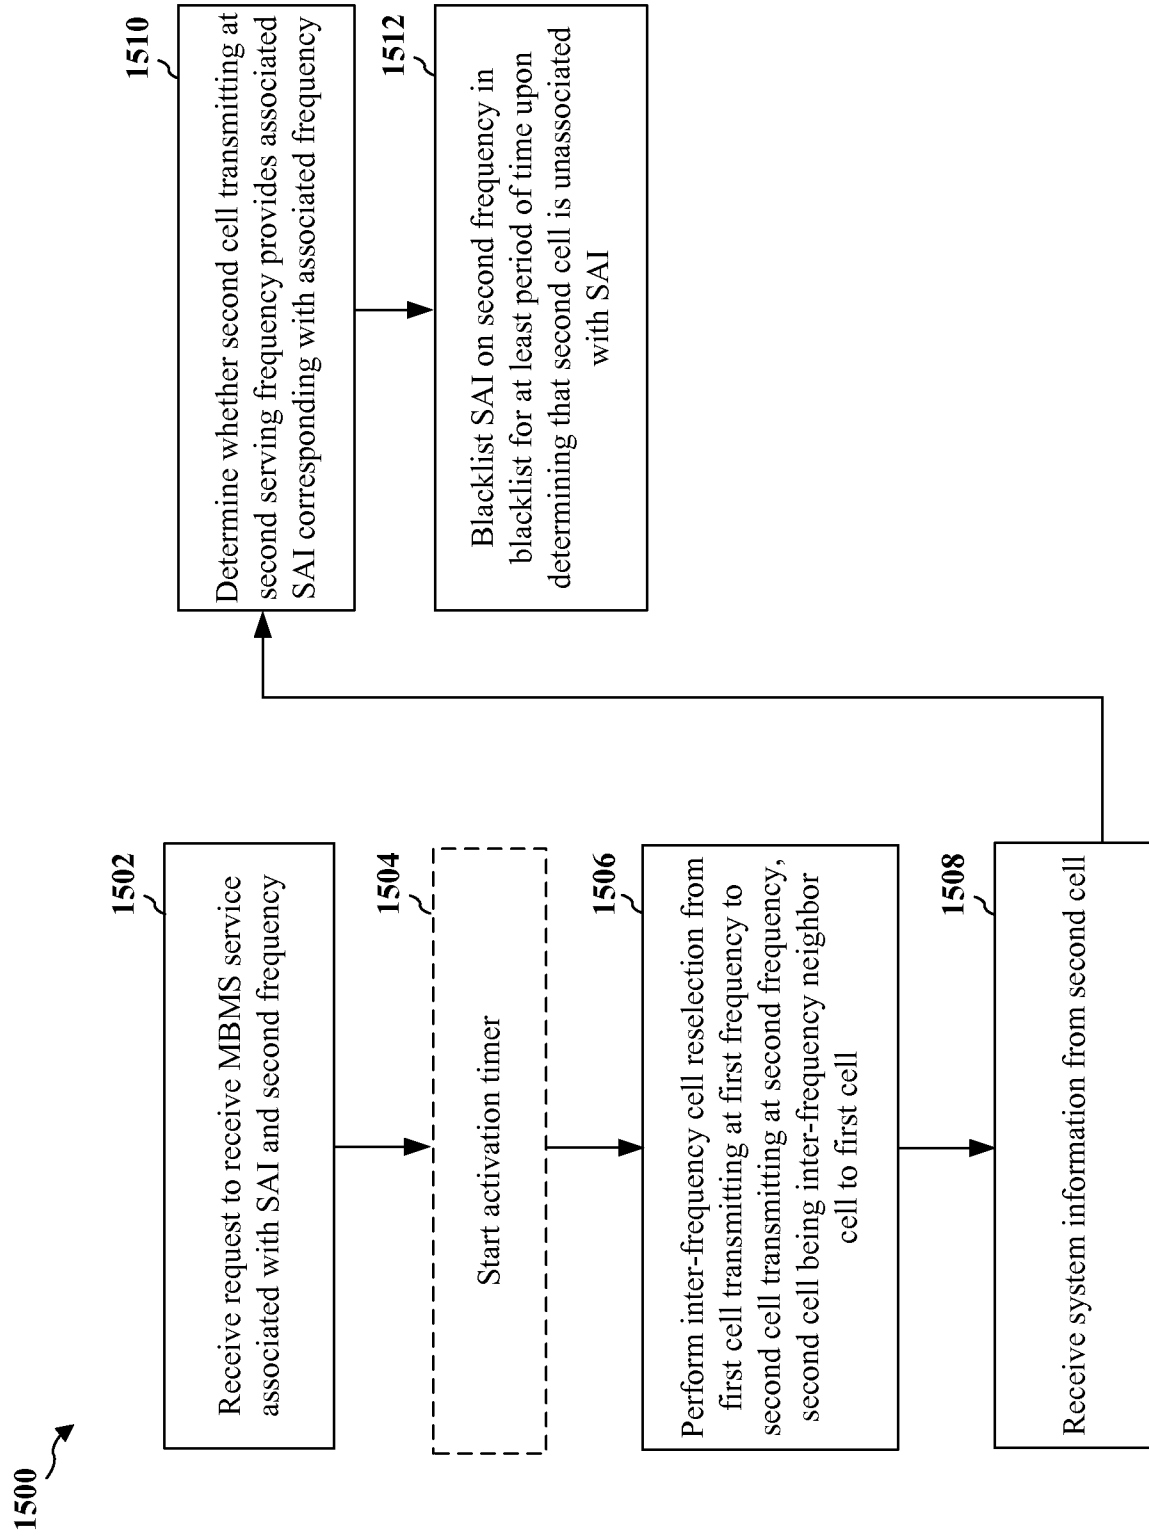 1500
1502
Receive request to receive MBMS service
associated with SAI and second frequency
1504
Start activation timer
1506
Perform inter-frequency cell reselection from
first cell transmitting at first frequency to
second cell transmitting at second frequency,
second cell being inter-frequency neighbor
cell to first cell
1508
Receive system information from second cell
1510
Determine whether second cell transmitting at
second serving frequency provides associated
SAI corresponding with associated frequency
1512
Blacklist SAI on second frequency in
blacklist for at least period of time upon
determining that second cell is unassociated
with SAI